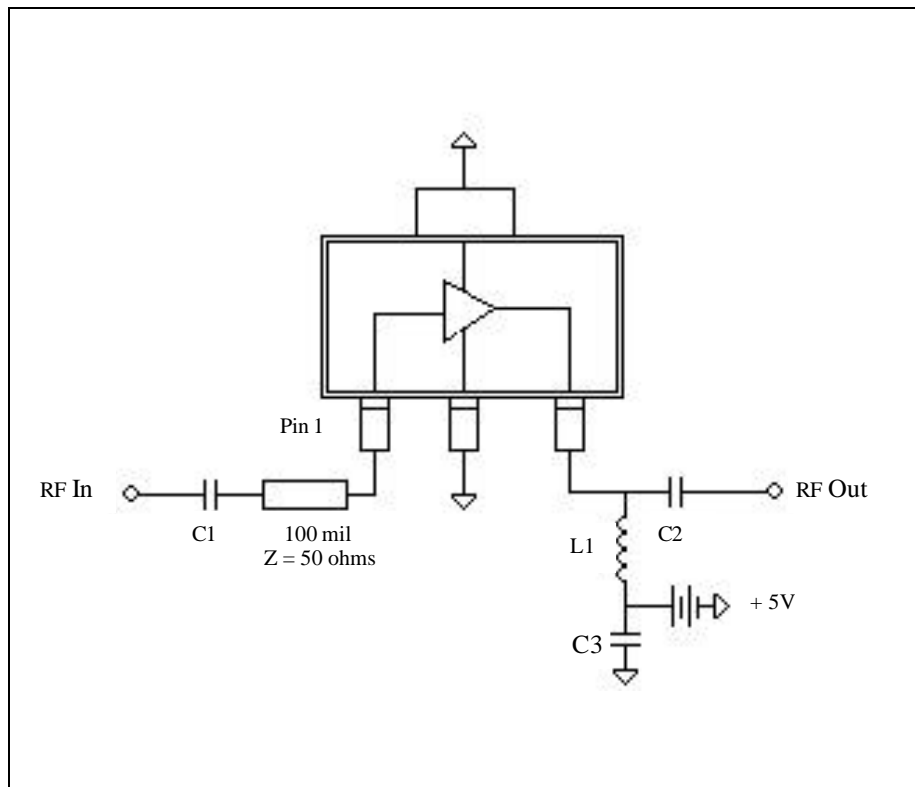 Pin 1
RF In
RF Out
C1
100 mil
Z = 50 ohms
L1
C2
+ 5V
C3